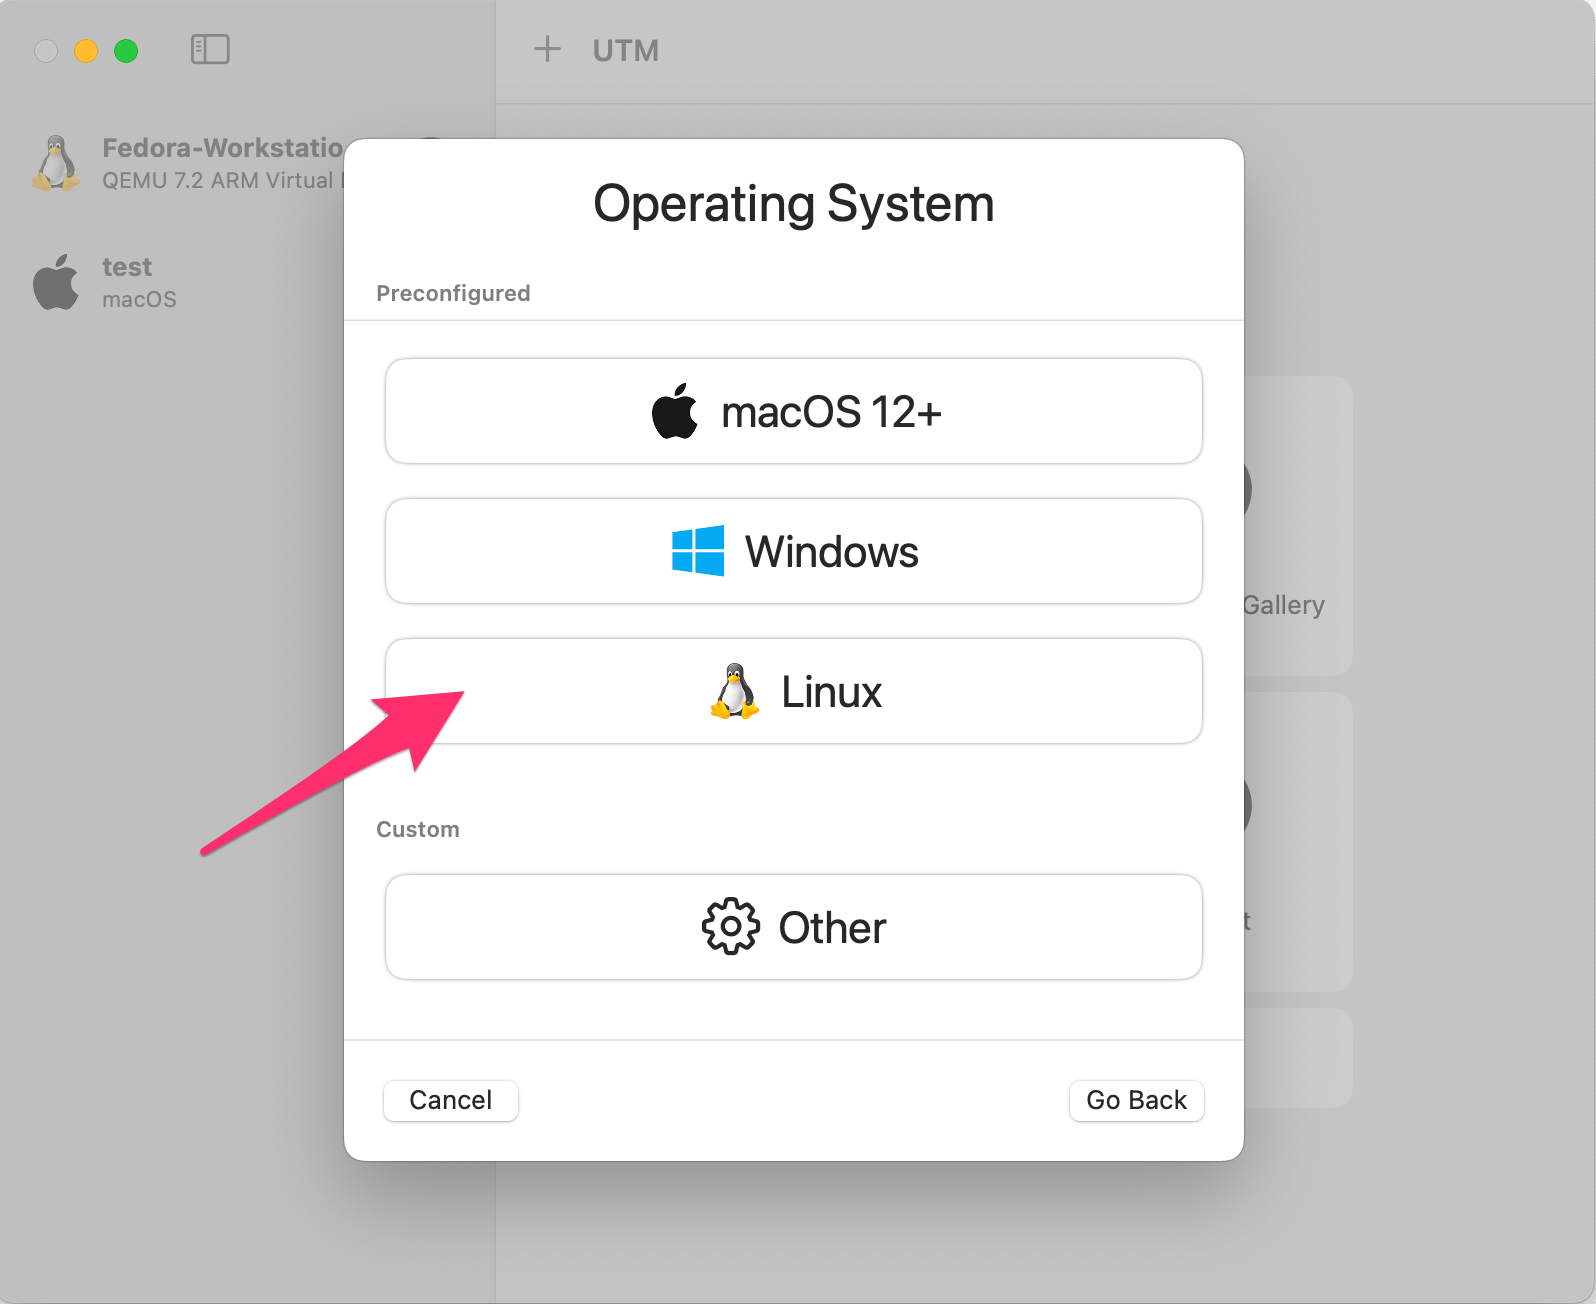 UTM
Fedora-Workstatio
QEMU 7.2 ARM Virtual
test
macOS
Operating System
Preconfigured
macOS 12+
Windows
Linux
Gallery
Custom
Other
Cancel
Go Back